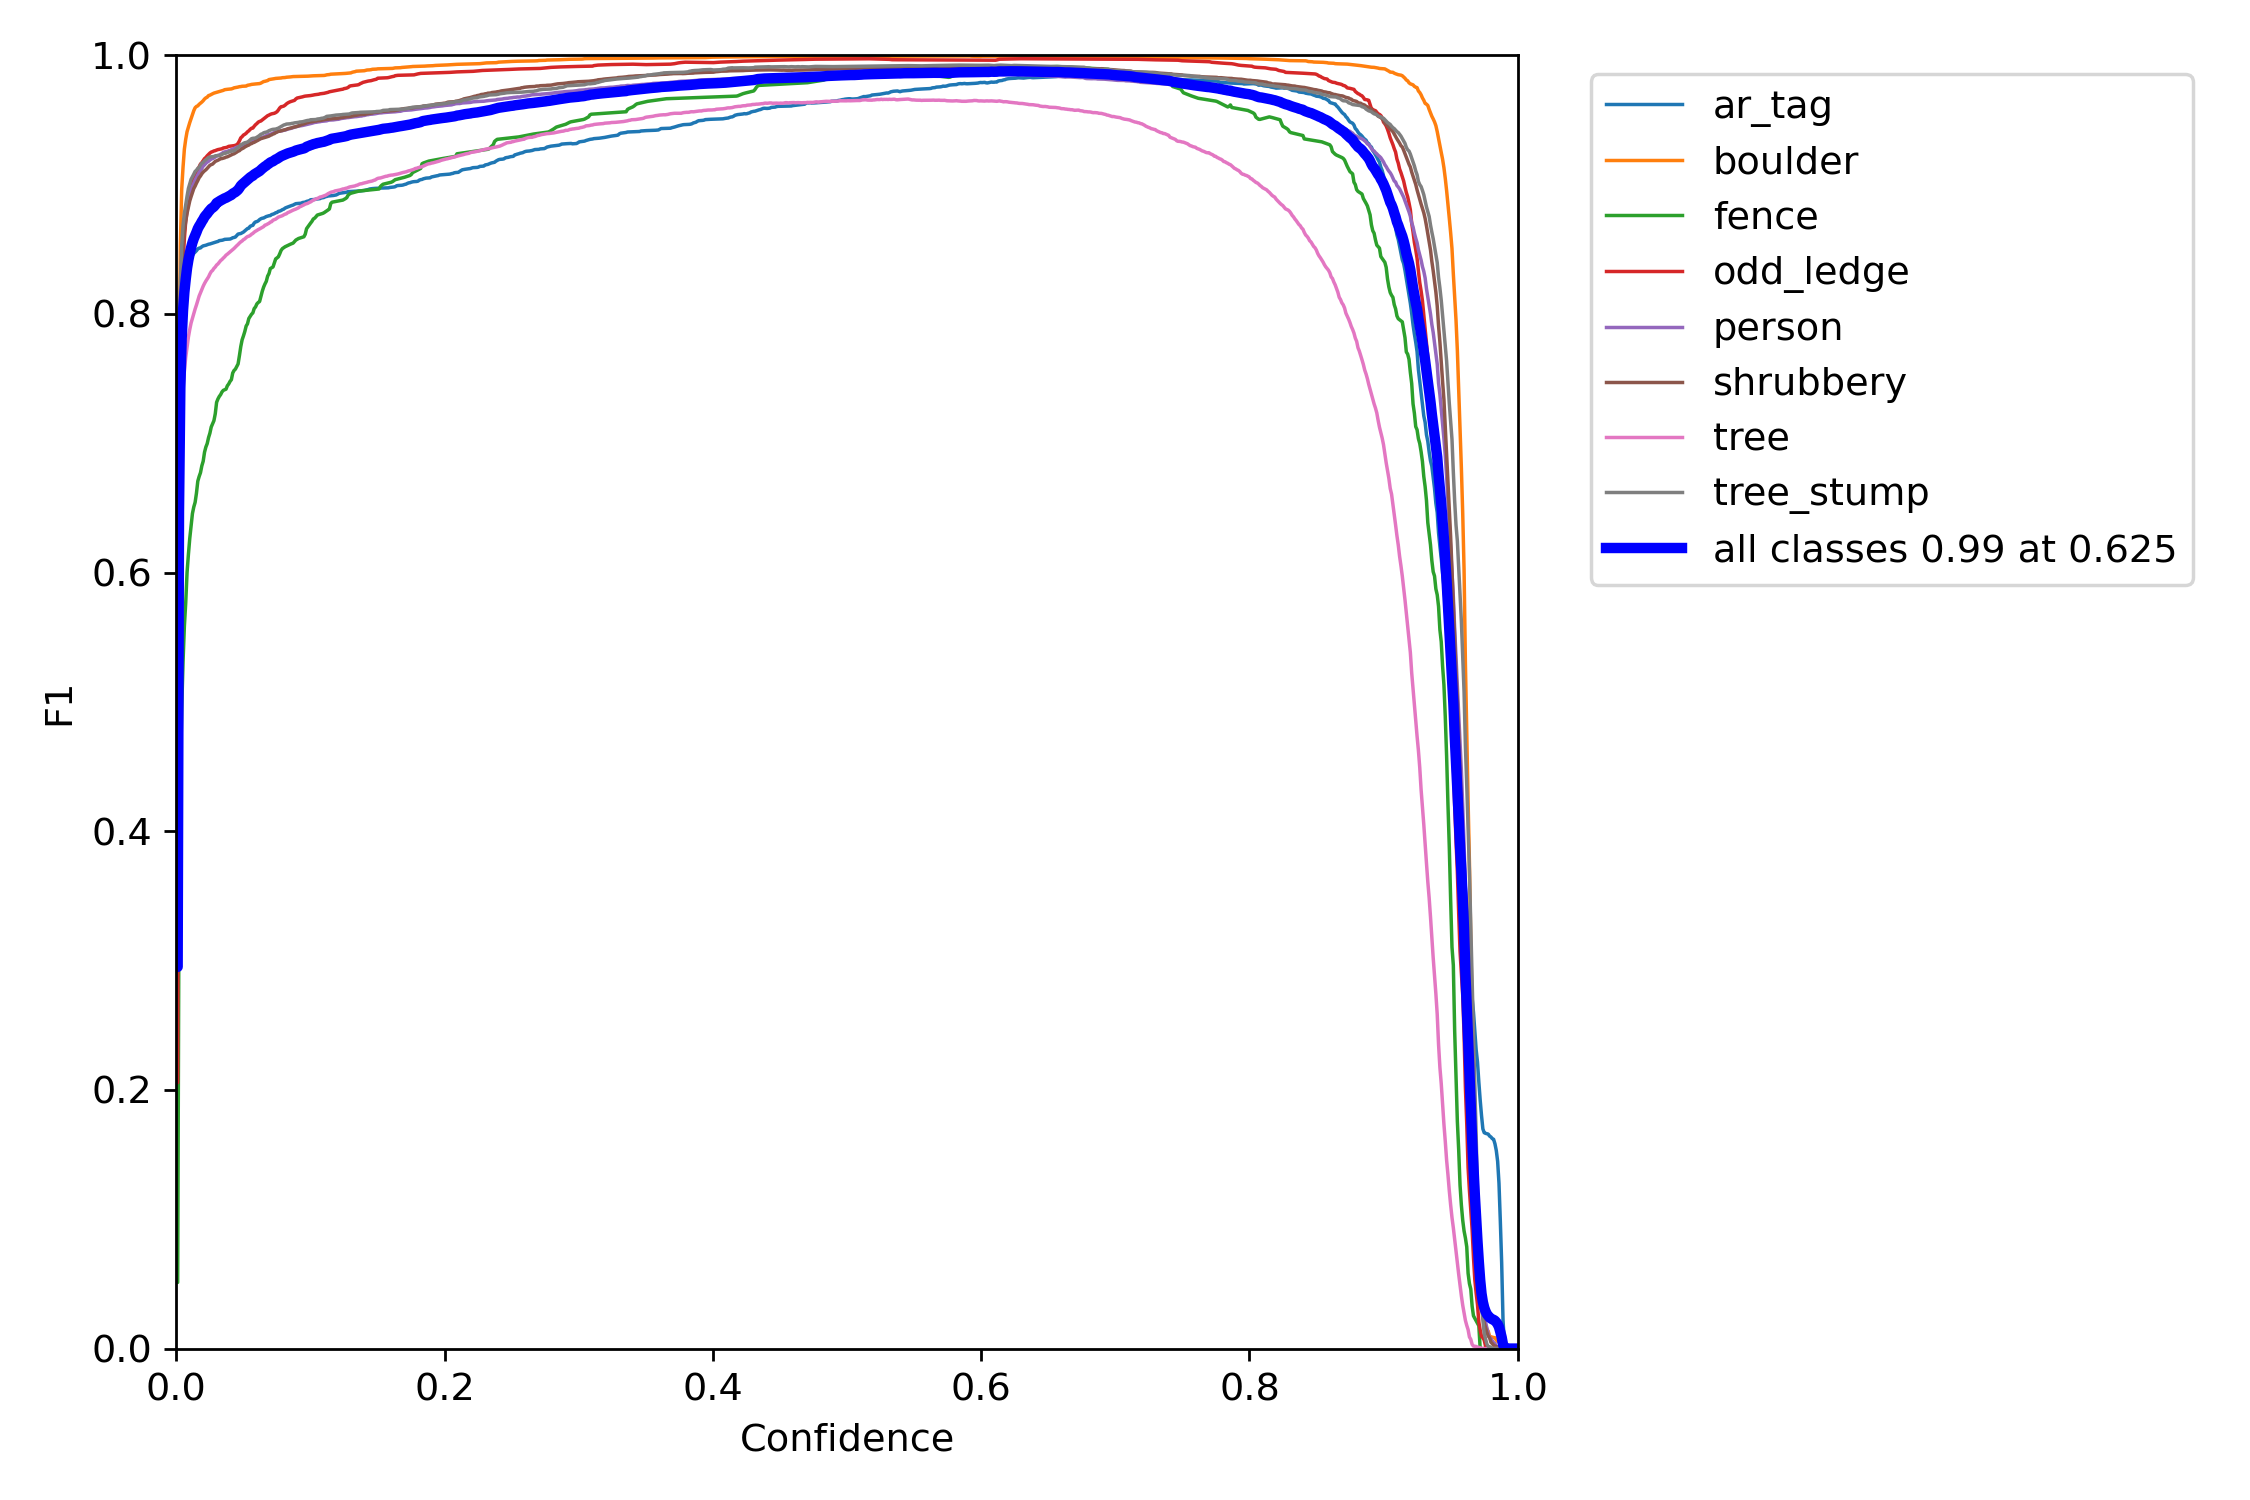 1.0
0.8
0.6
0.4
0.2
0.0
F1
0.0 0.2 0.4 0.6 0.8 1.0
Confidence
ar_tag
boulder
fence
odd_ledge
person
shrubbery
tree
tree_stump
all classes 0.99 at 0.625